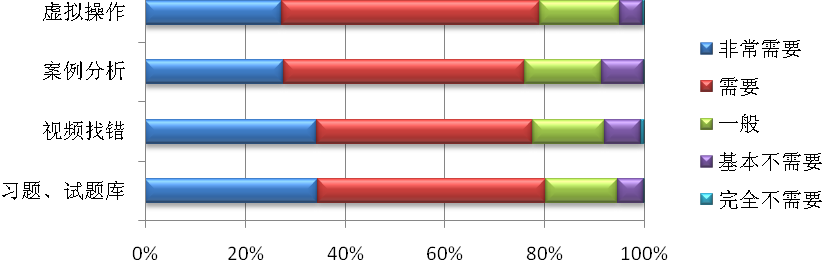 虚拟操作
案例分析
视频找错
习题、试题库
0% 20% 40% 60% 80% 100%
非常需要
需要
一般
基本不需要
完全不需要